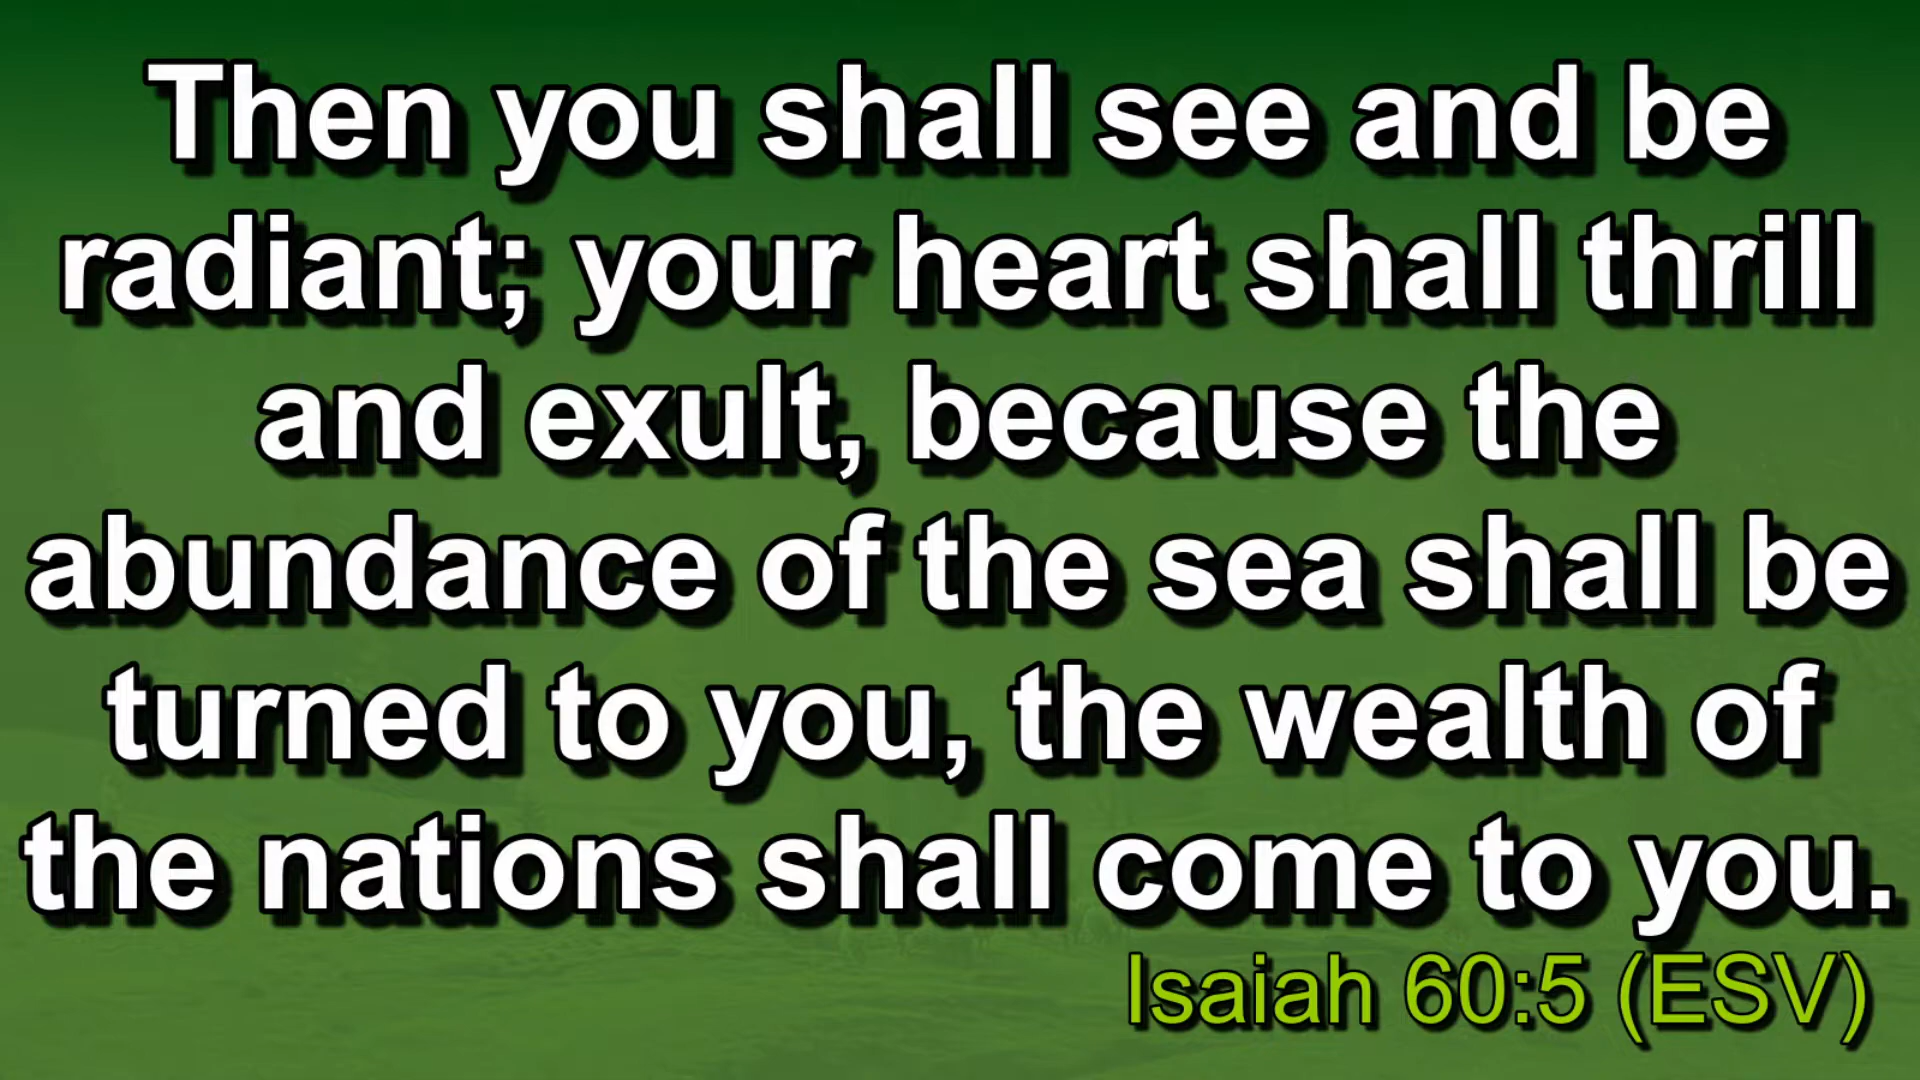 Then you shall see and be
radiant; your heart shall thrill
and exult, because the
abundance of the sea shall be
turned to you, the wealth of
the nations shall come to you.
Isaiah 60:5 (ESV)